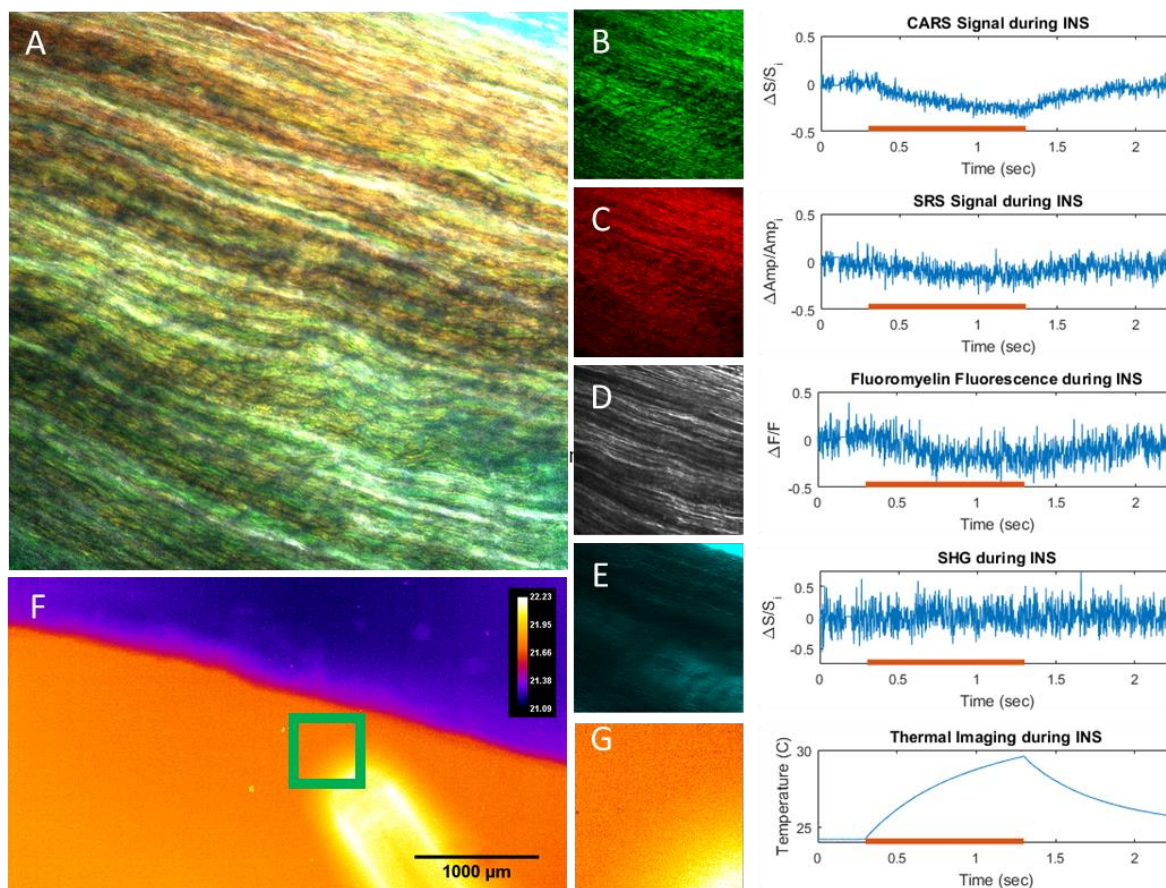 A
B
CARS Signal during INS
0.5
0
-0.5
ΔS/Sᵢ
0 0.5 1 1.5 2
Time (sec)
C
SRS Signal during INS
0.5
0
-0.5
ΔAmp/Ampᵢ
0 0.5 1 1.5 2
Time (sec)
D
Fluoromyelin Fluorescence during INS
0.5
0
-0.5
ΔF/F
0 0.5 1 1.5 2
Time (sec)
E
SHG during INS
0.5
0
-0.5
ΔS/Sᵢ
0 0.5 1 1.5 2
Time (sec)
F
22.23
21.95
21.66
21.38
21.09
1000 µm
G
Thermal Imaging during INS
30
25
Temperature (C)
0 0.5 1 1.5 2
Time (sec)